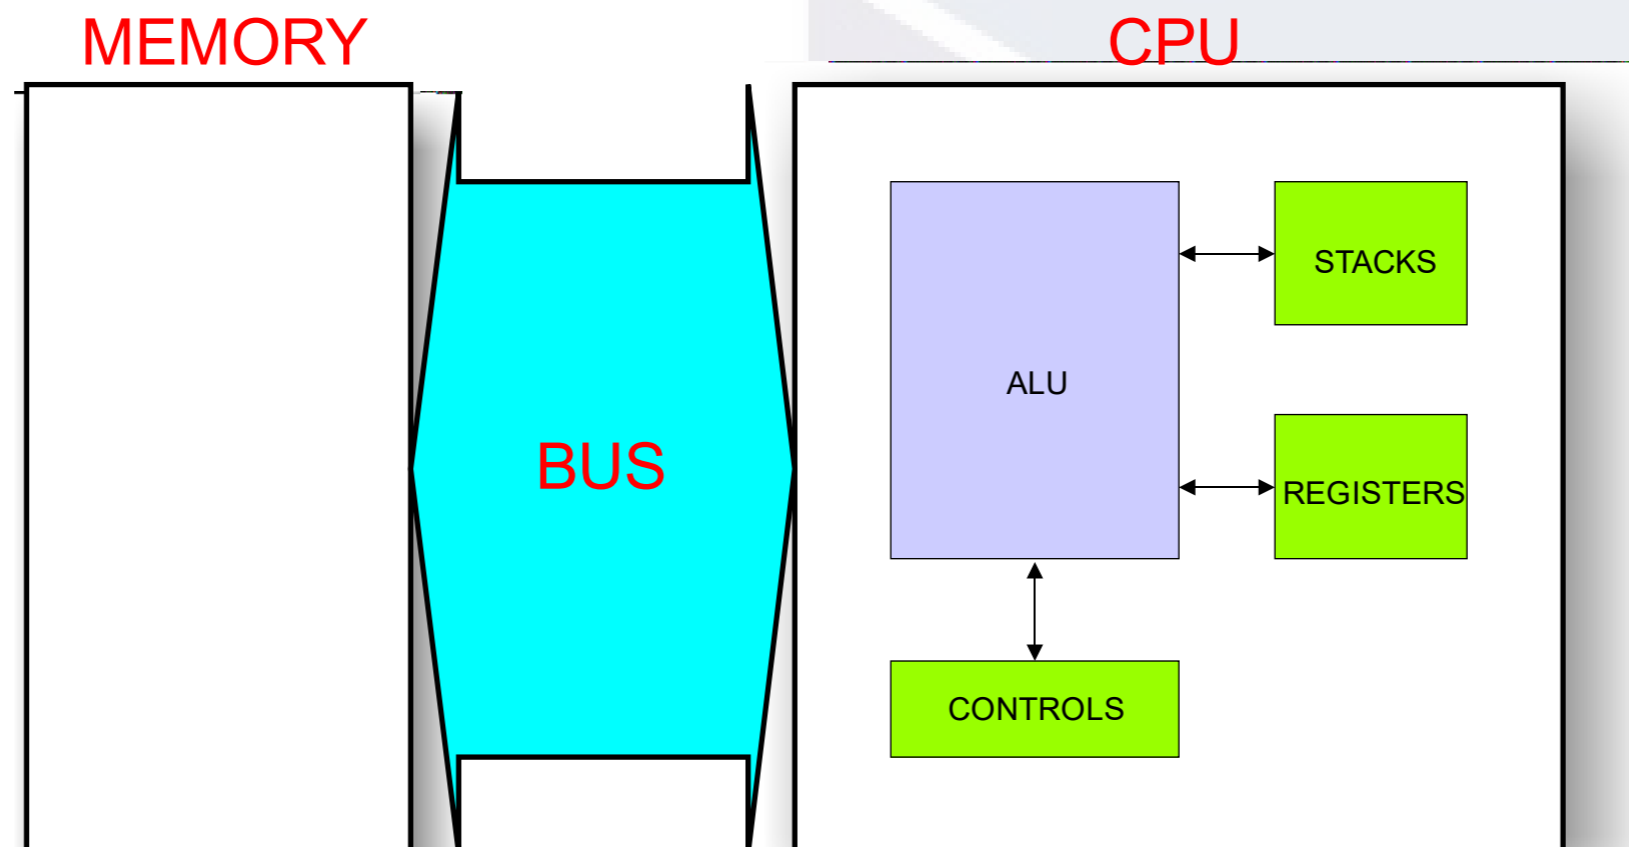 MEMORY
CPU
BUS
ALU
STACKS
REGISTERS
CONTROLS